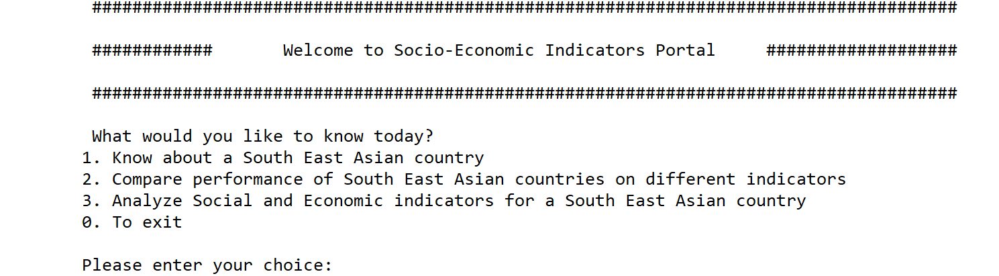 ######################################################################################
############       Welcome to Socio-Economic Indicators Portal     ###################
######################################################################################
What would you like to know today?
1. Know about a South East Asian country
2. Compare performance of South East Asian countries on different indicators
3. Analyze Social and Economic indicators for a South East Asian country
0. To exit
Please enter your choice: